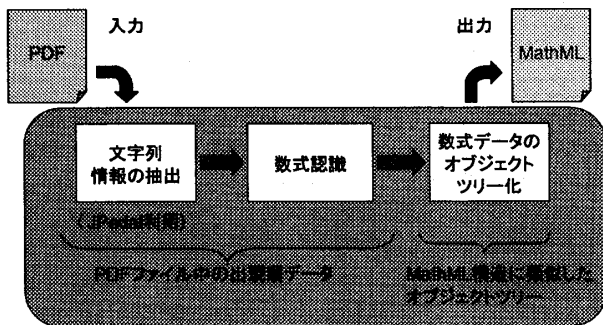 入力
出力
PDF
MathML
文字列
情報の抽出
数式認識
数式データの
オブジェクト
ツリー化
(JPedal利用)
PDFファイル中の出現順データ
MathML構造に類似した
オブジェクトツリー